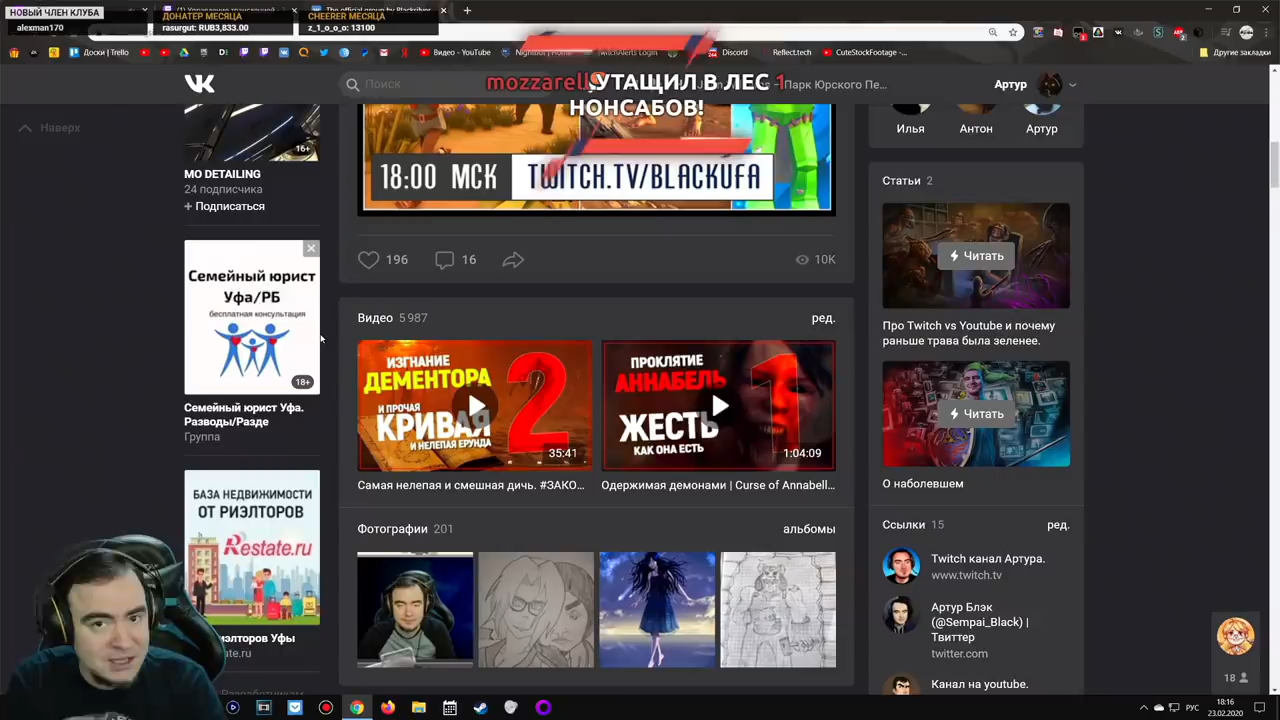 НОВЫЙ ЧЛЕН КЛУБА
alexman170
ДОНАТЕР МЕСЯЦА
rasurgut: RUB3,833.00
CHEERER МЕСЯЦА
z_1_o_o_o: 13100
Доски | Trello
Видео - YouTube
TwitchAlerts Login
Discord
Reflect.tech
CuteStockFootage -...
Другие закладки
Поиск
Парк Юрского Пе...
Артур
УТАЩИЛ В ЛЕС 1
НОНСАБОВ!
Наверх
16+
MO DETAILING
24 подписчика
+ Подписаться
18:00 МСК
TWITCH.TV/BLACKUFA
196
16
10K
Илья
Антон
Артур
Статьи 2
Читать
Про Twitch vs Youtube и почему
раньше трава была зеленее.
Читать
О наболевшем
Семейный юрист
Уфа/РБ
бесплатная консультация
18+
Семейный юрист Уфа.
Разводы/Разде
Группа
Видео 5 987
ред.
ИЗГНАНИЕ
ДЕМЕНТОРА
И ПРОЧАЯ
КРИВАЯ
И НЕЛЕПАЯ ЕРУНДА
2
35:41
ПРОКЛЯТИЕ
АННАБЕЛЬ
ЖЕСТЬ
КАК ОНА ЕСТЬ
1
1:04:09
Самая нелепая и смешная дичь. #ЗАКО...
Одержимая демонами | Curse of Annabell...
Фотографии 201
альбомы
БАЗА НЕДВИЖИМОСТИ
ОТ РИЭЛТОРОВ
Restate.ru
Уфы
Ссылки 15
ред.
Twitch канал Артура.
www.twitch.tv
Артур Блэк
(@Sempai_Black) |
Твиттер
twitter.com
Канал на youtube.
18
РУС
18:16
23.02.2020